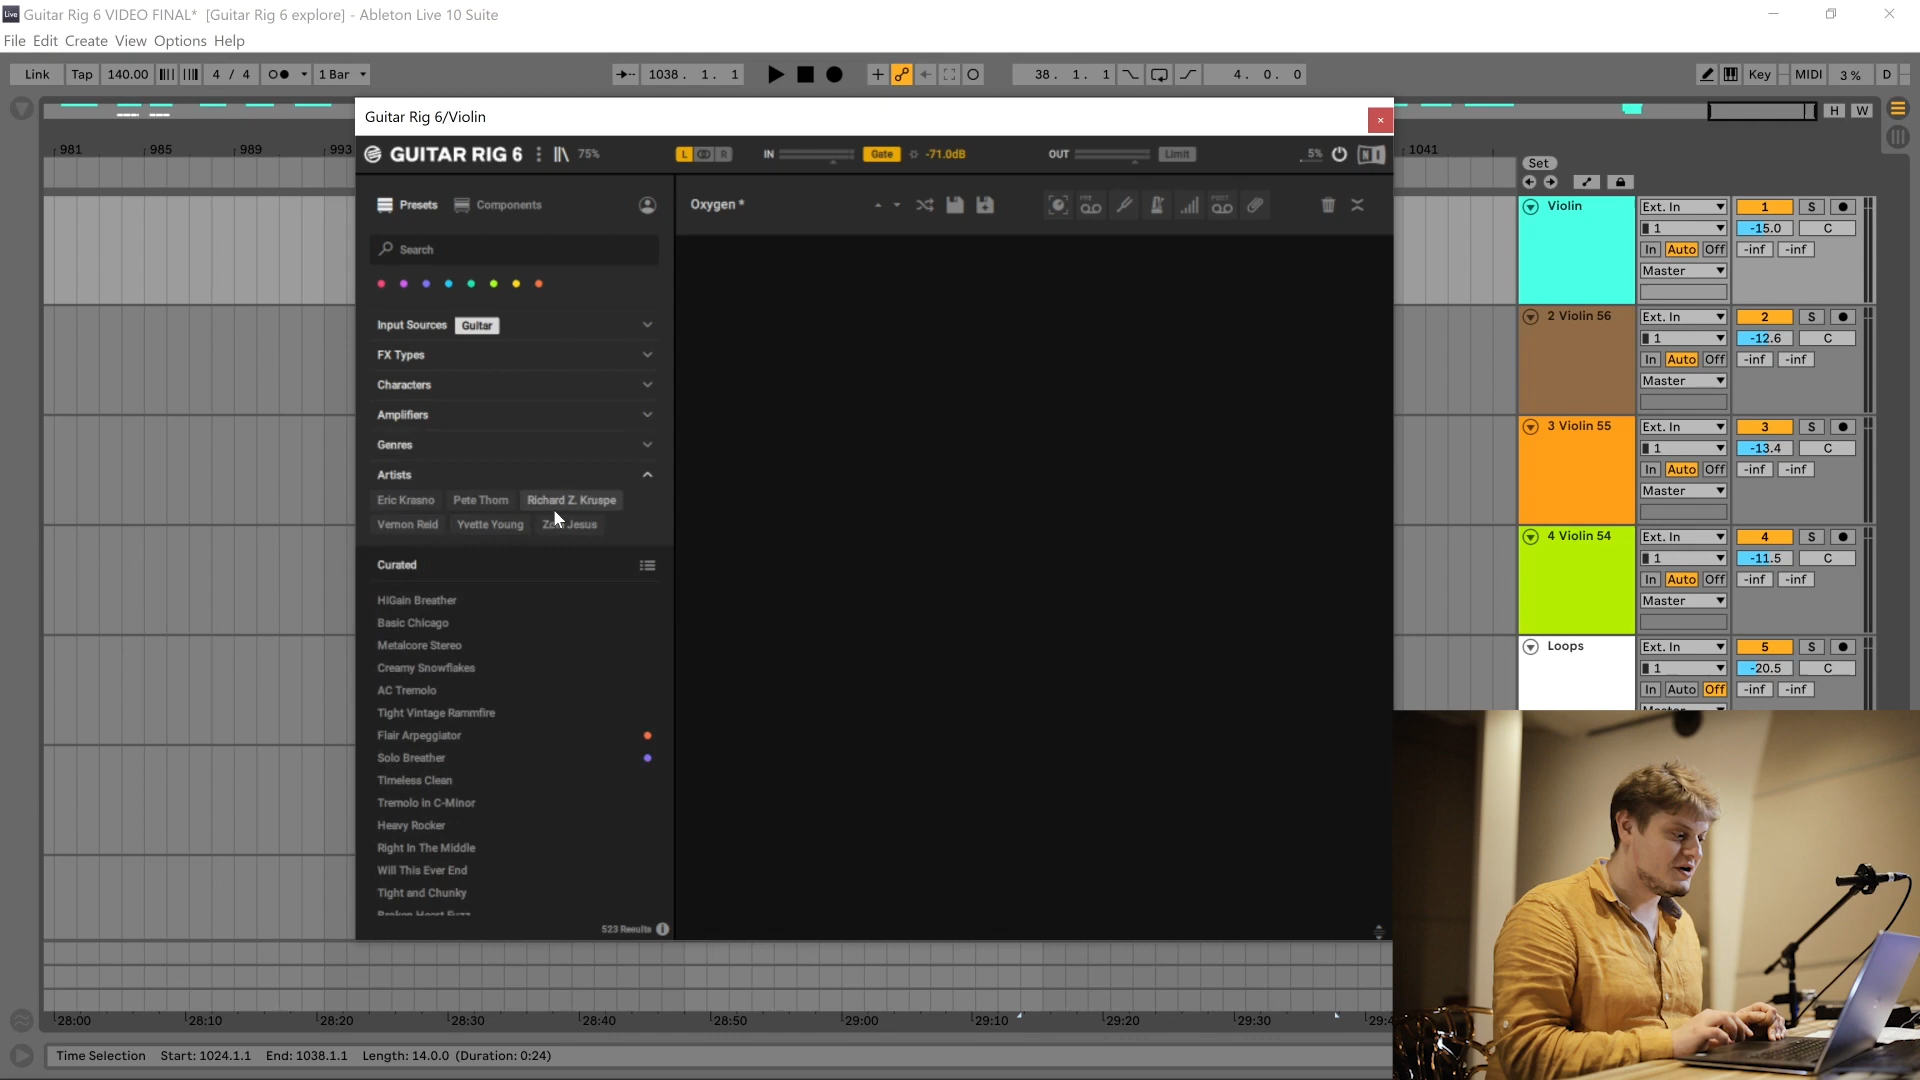 Live Guitar Rig 6 VIDEO FINAL* [Guitar Rig 6 explore] - Ableton Live 10 Suite
File Edit Create View Options Help
Link Tap 140.00 4 / 4 1 Bar 1038. 1. 1 38. 1. 1 4. 0. 0 Key MIDI 3 % D
Guitar Rig 6/Violin
H W
981 985 989 993 1041
GUITAR RIG 6 75% L R IN Gate -71.0dB OUT Limit 5% NI
Set
Presets Components
Oxygen *
Search
Input Sources Guitar
FX Types
Characters
Amplifiers
Genres
Artists
Eric Krasno Pete Thorn Richard Z. Kruspe
Vernon Reid Yvette Young Jesus
Curated
HiGain Breather
Basic Chicago
Metalcore Stereo
Creamy Snowflakes
AC Tremolo
Tight Vintage Rammfire
Flair Arpeggiator
Solo Breather
Timeless Clean
Tremolo in C-Minor
Heavy Rocker
Right In The Middle
Will This Ever End
Tight and Chunky
523 Results
Violin Ext. In 1 S
1 -15.0 C
In Auto Off -inf -inf
Master
2 Violin 56 Ext. In 2 S
1 -12.6 C
In Auto Off -inf -inf
Master
3 Violin 55 Ext. In 3 S
1 -13.4 C
In Auto Off -inf -inf
Master
4 Violin 54 Ext. In 4 S
1 -11.5 C
In Auto Off -inf -inf
Master
Loops Ext. In 5 S
1 -20.5 C
In Auto Off -inf -inf
28:00 28:10 28:20 28:30 28:40 28:50 29:00 29:10 29:20 29:30 29:4
Time Selection Start: 1024.1.1 End: 1038.1.1 Length: 14.0.0 (Duration: 0:24)